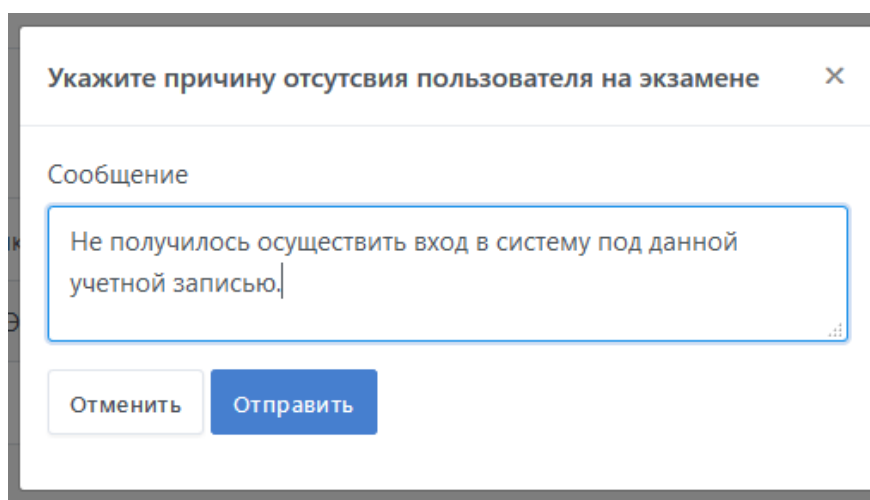 Укажите причину отсутсвия пользователя на экзамене
Сообщение
Не получилось осуществить вход в систему под данной
учетной записью.
Отменить
Отправить